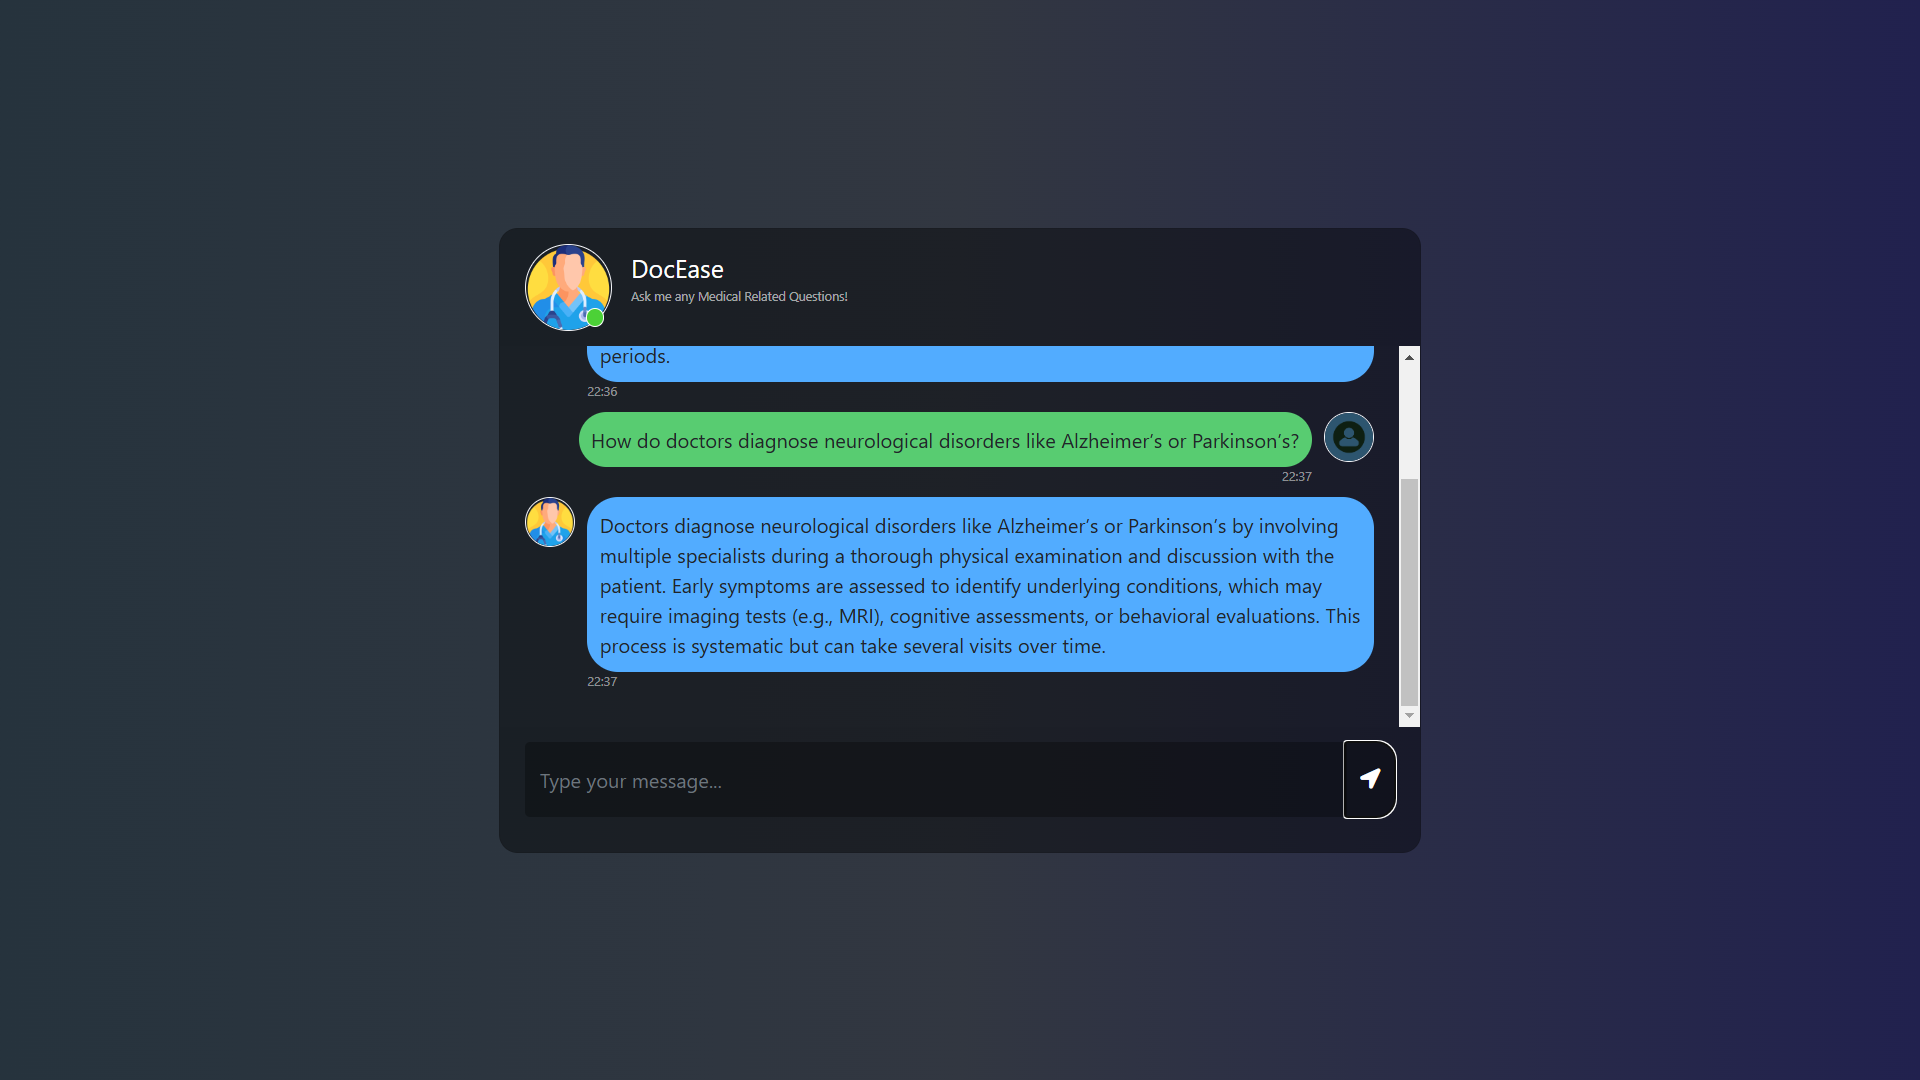 DocEase
Ask me any Medical Related Questions!
periods.
22:36
How do doctors diagnose neurological disorders like Alzheimer’s or Parkinson’s?
22:37
Doctors diagnose neurological disorders like Alzheimer’s or Parkinson’s by involving
multiple specialists during a thorough physical examination and discussion with the
patient. Early symptoms are assessed to identify underlying conditions, which may
require imaging tests (e.g., MRI), cognitive assessments, or behavioral evaluations. This
process is systematic but can take several visits over time.
22:37
Type your message...